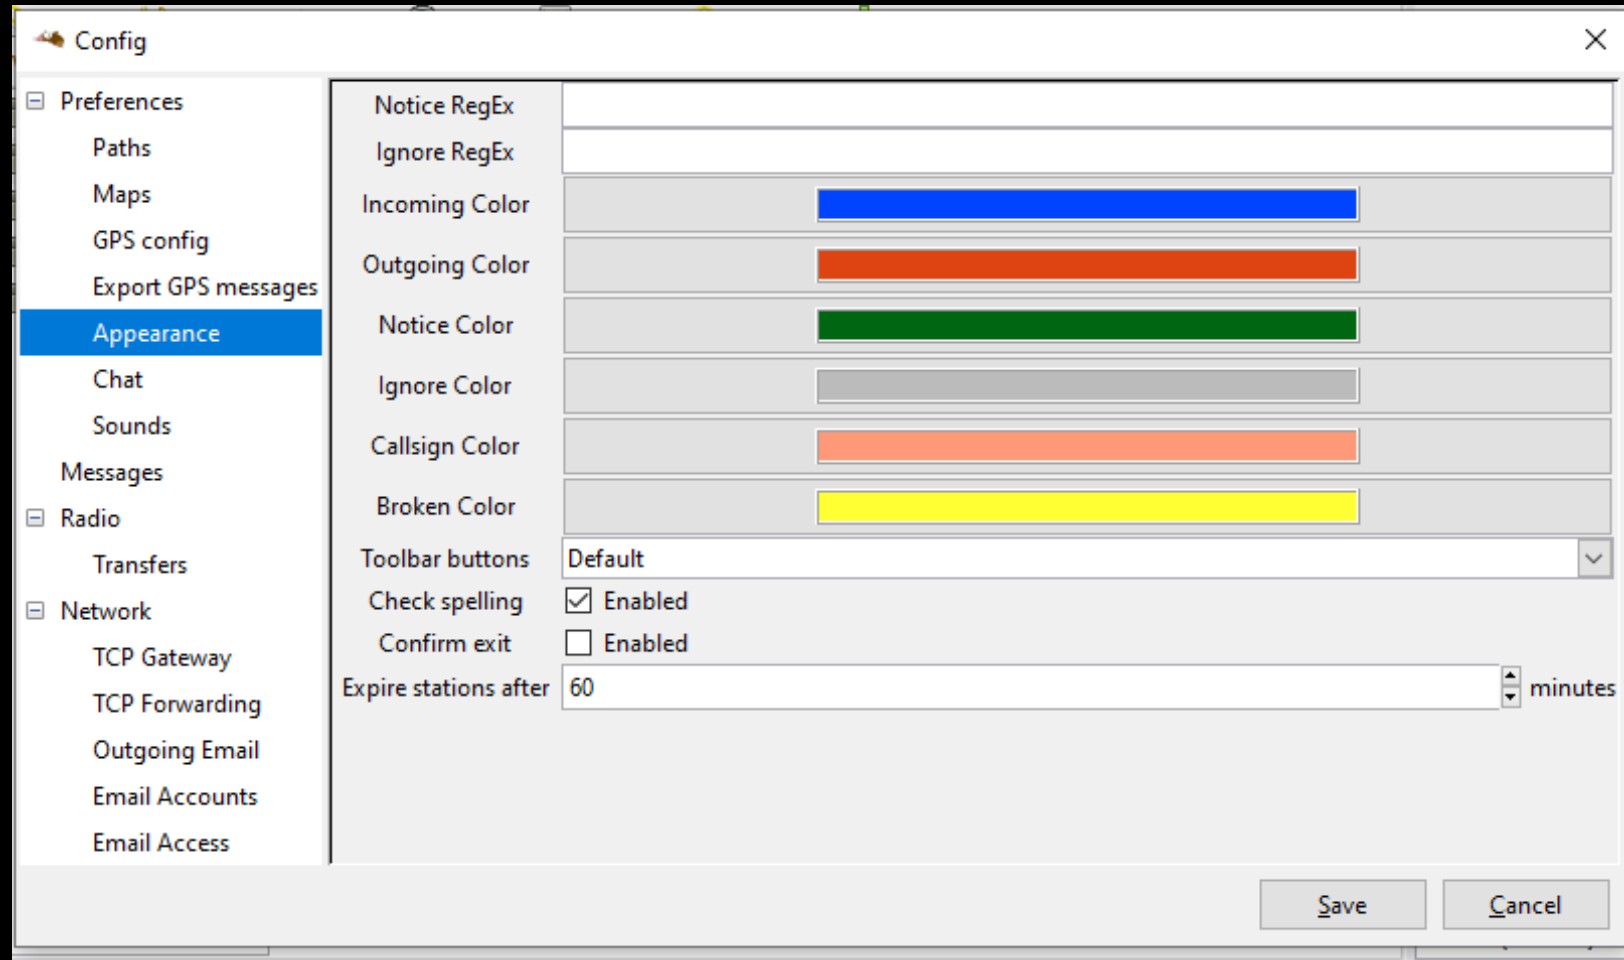 Config
Preferences
Paths
Maps
GPS config
Export GPS messages
Appearance
Chat
Sounds
Messages
Radio
Transfers
Network
TCP Gateway
TCP Forwarding
Outgoing Email
Email Accounts
Email Access
Notice RegEx
Ignore RegEx
Incoming Color
Outgoing Color
Notice Color
Ignore Color
Callsign Color
Broken Color
Toolbar buttons Default
Check spelling Enabled
Confirm exit Enabled
Expire stations after 60 minutes
Save Cancel